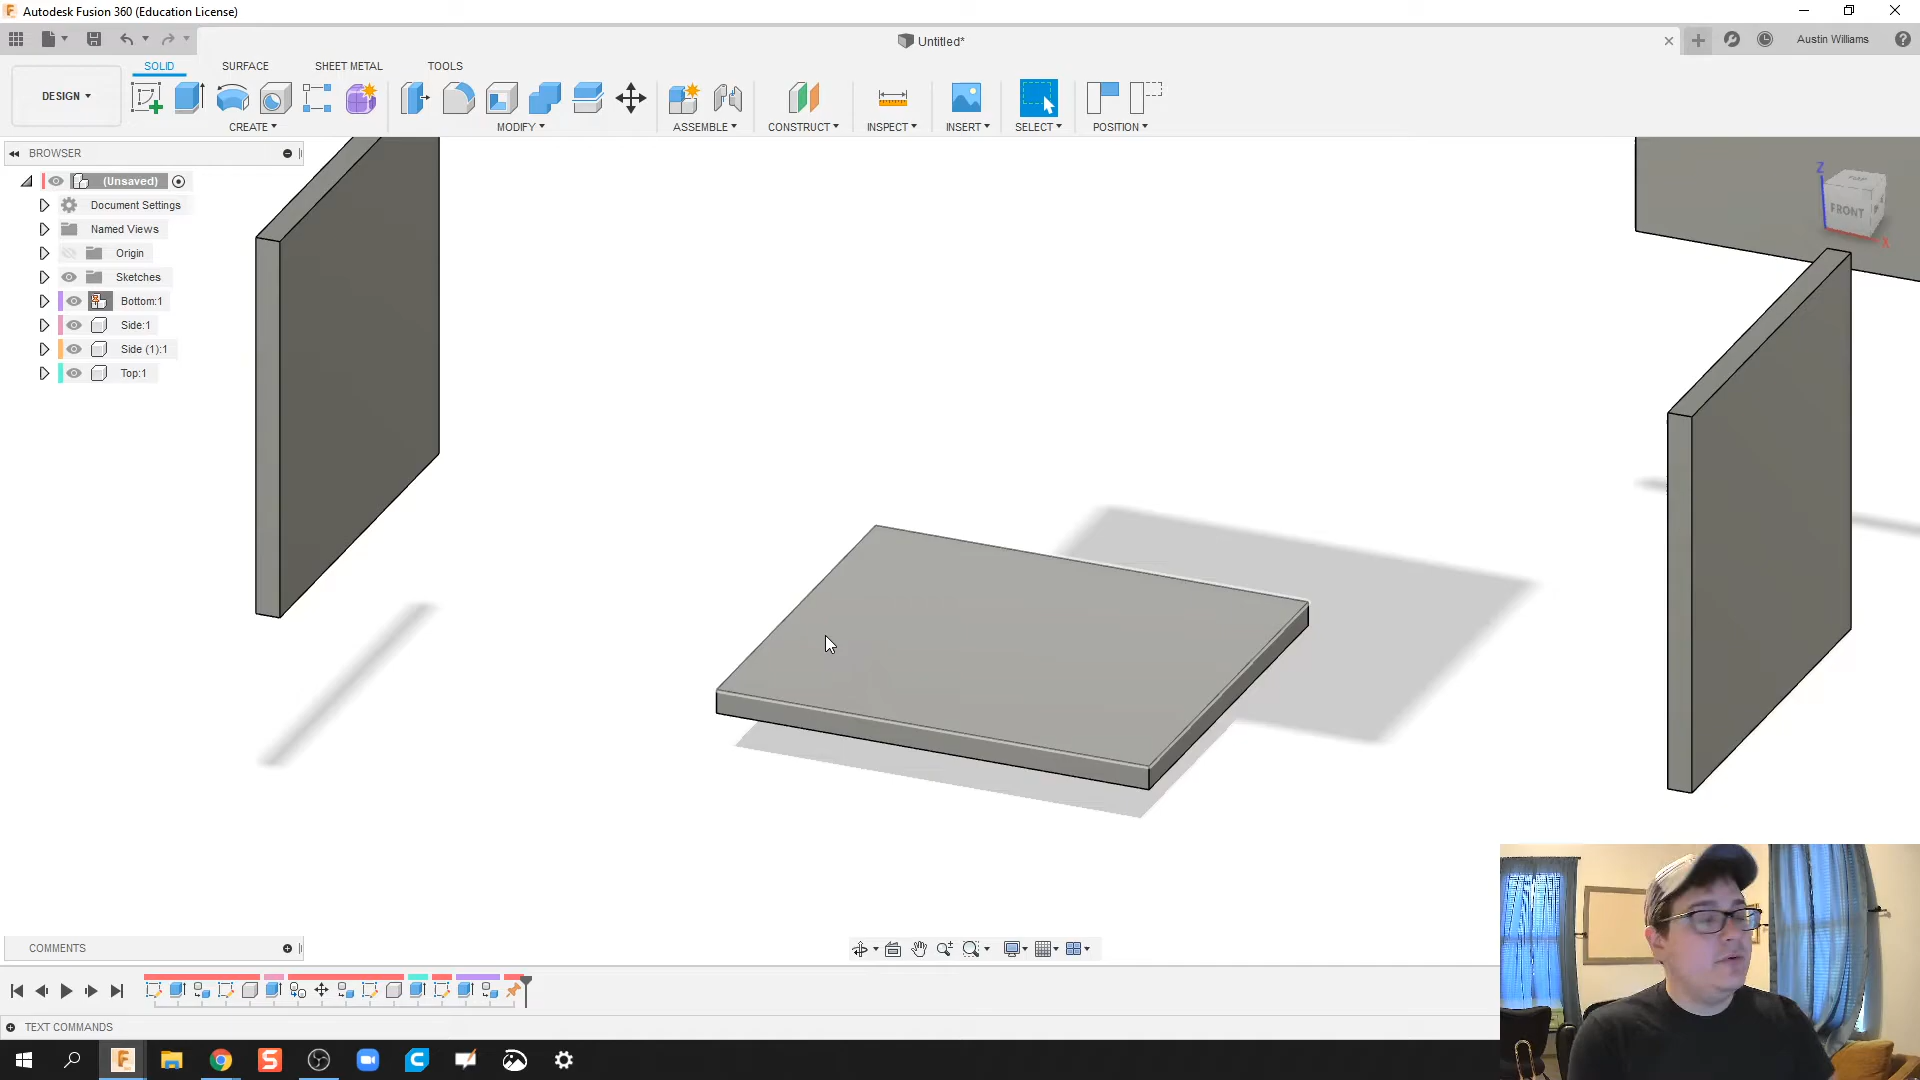 Autodesk Fusion 360 (Education License)
Untitled*
Austin Williams
DESIGN
SOLID
SURFACE
SHEET METAL
TOOLS
CREATE
MODIFY
ASSEMBLE
CONSTRUCT
INSPECT
INSERT
SELECT
POSITION
BROWSER
(Unsaved)
Document Settings
Named Views
Origin
Sketches
Bottom:1
Side:1
Side (1):1
Top:1
Z
FRONT
X
COMMENTS
TEXT COMMANDS